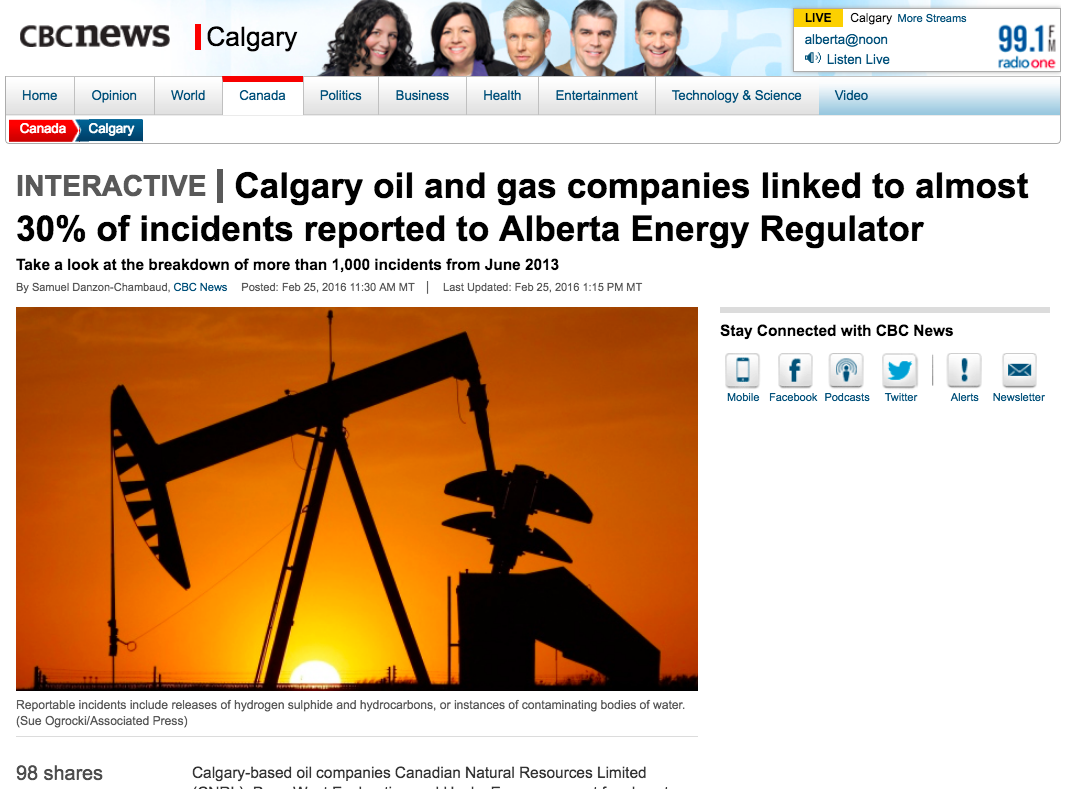 CBCnews | Calgary
LIVE Calgary More Streams
alberta@noon
Listen Live
99.1 FM
radio one
Home Opinion World Canada Politics Business Health Entertainment Technology & Science Video
Canada Calgary
INTERACTIVE | Calgary oil and gas companies linked to almost
30% of incidents reported to Alberta Energy Regulator
Take a look at the breakdown of more than 1,000 incidents from June 2013
By Samuel Danzon-Chambaud, CBC News Posted: Feb 25, 2016 11:30 AM MT | Last Updated: Feb 25, 2016 1:15 PM MT
Stay Connected with CBC News
Mobile Facebook Podcasts Twitter Alerts Newsletter
Reportable incidents include releases of hydrogen sulphide and hydrocarbons, or instances of contaminating bodies of water.
(Sue Ogrocki/Associated Press)
98 shares
Calgary-based oil companies Canadian Natural Resources Limited